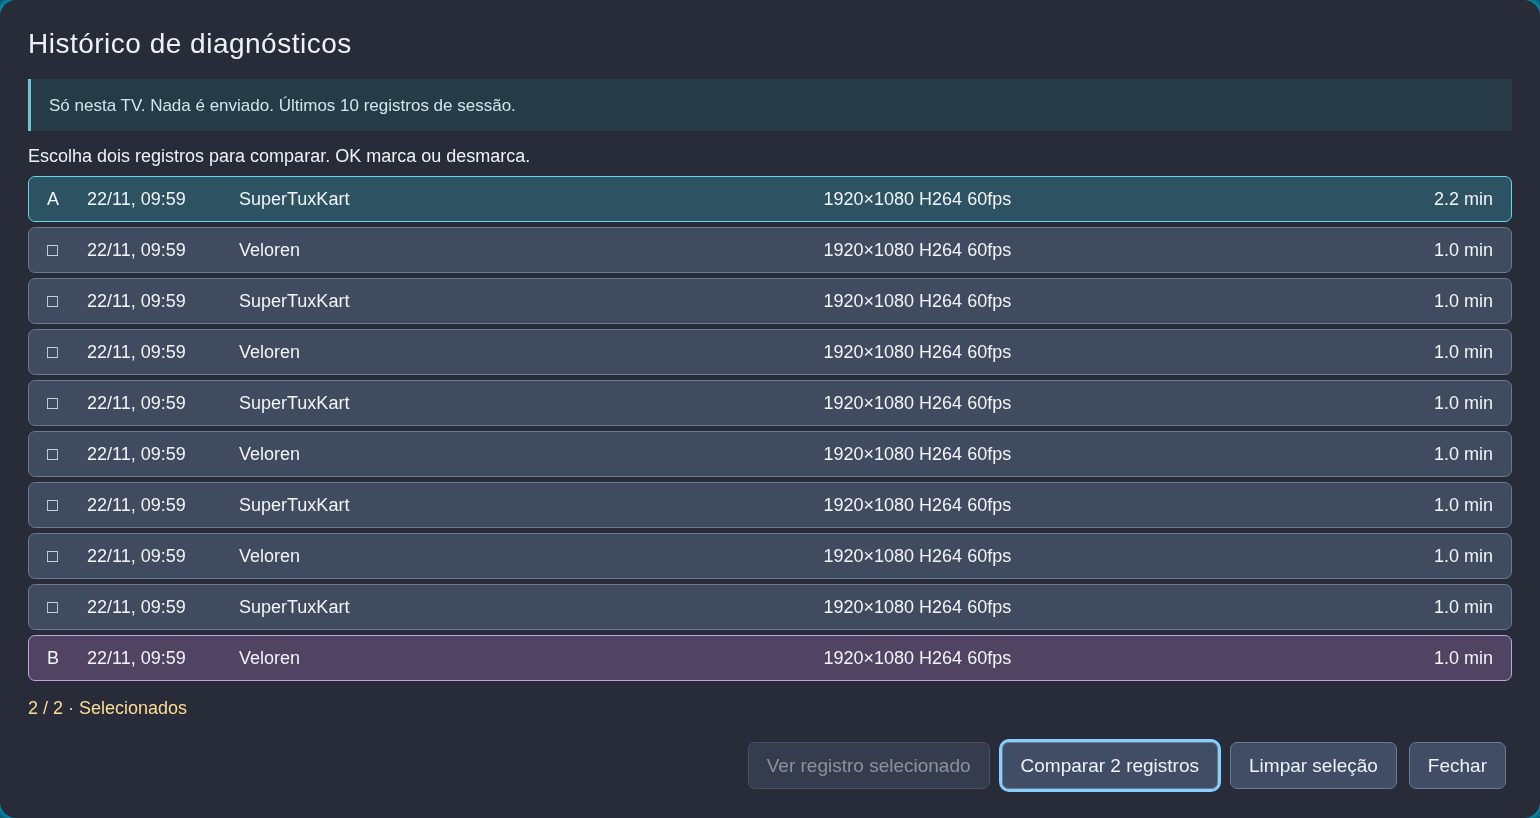 Histórico de diagnósticos
Só nesta TV. Nada é enviado. Últimos 10 registros de sessão.
Escolha dois registros para comparar. OK marca ou desmarca.
A 22/11, 09:59 SuperTuxKart 1920×1080 H264 60fps 2.2 min
□ 22/11, 09:59 Veloren 1920×1080 H264 60fps 1.0 min
□ 22/11, 09:59 SuperTuxKart 1920×1080 H264 60fps 1.0 min
□ 22/11, 09:59 Veloren 1920×1080 H264 60fps 1.0 min
□ 22/11, 09:59 SuperTuxKart 1920×1080 H264 60fps 1.0 min
□ 22/11, 09:59 Veloren 1920×1080 H264 60fps 1.0 min
□ 22/11, 09:59 SuperTuxKart 1920×1080 H264 60fps 1.0 min
□ 22/11, 09:59 Veloren 1920×1080 H264 60fps 1.0 min
□ 22/11, 09:59 SuperTuxKart 1920×1080 H264 60fps 1.0 min
B 22/11, 09:59 Veloren 1920×1080 H264 60fps 1.0 min
2 / 2 · Selecionados
Ver registro selecionado Comparar 2 registros Limpar seleção Fechar